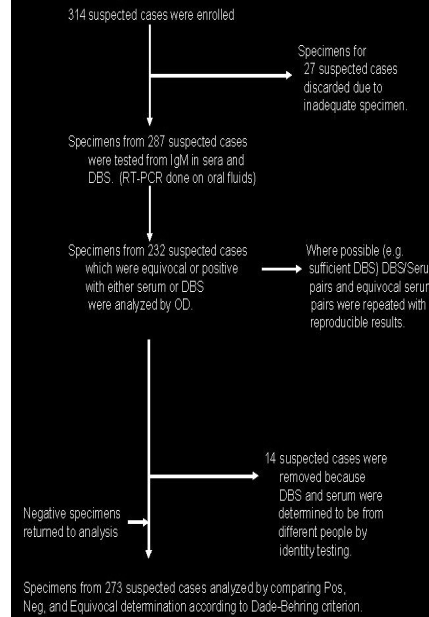 314 suspected cases were enrolled
Specimens for
27 suspected cases
discarded due to
inadequate specimen.
Specimens from 287 suspected cases
were tested from IgM in sera and
DBS. (RT-PCR done on oral fluids)
Specimens from 232 suspected cases
which were equivocal or positive
with either serum or DBS
were analyzed by OD.
Where possible (e.g.
sufficient DBS) DBS/Seru
pairs and equivocal serum
pairs were repeated with
reproducible results.
14 suspected cases were
removed because
DBS and serum were
determined to be from
different people by
identity testing.
Negative specimens
returned to analysis
Specimens from 273 suspected cases analyzed by comparing Pos,
Neg, and Equivocal determination according to Dade-Behring criterion.